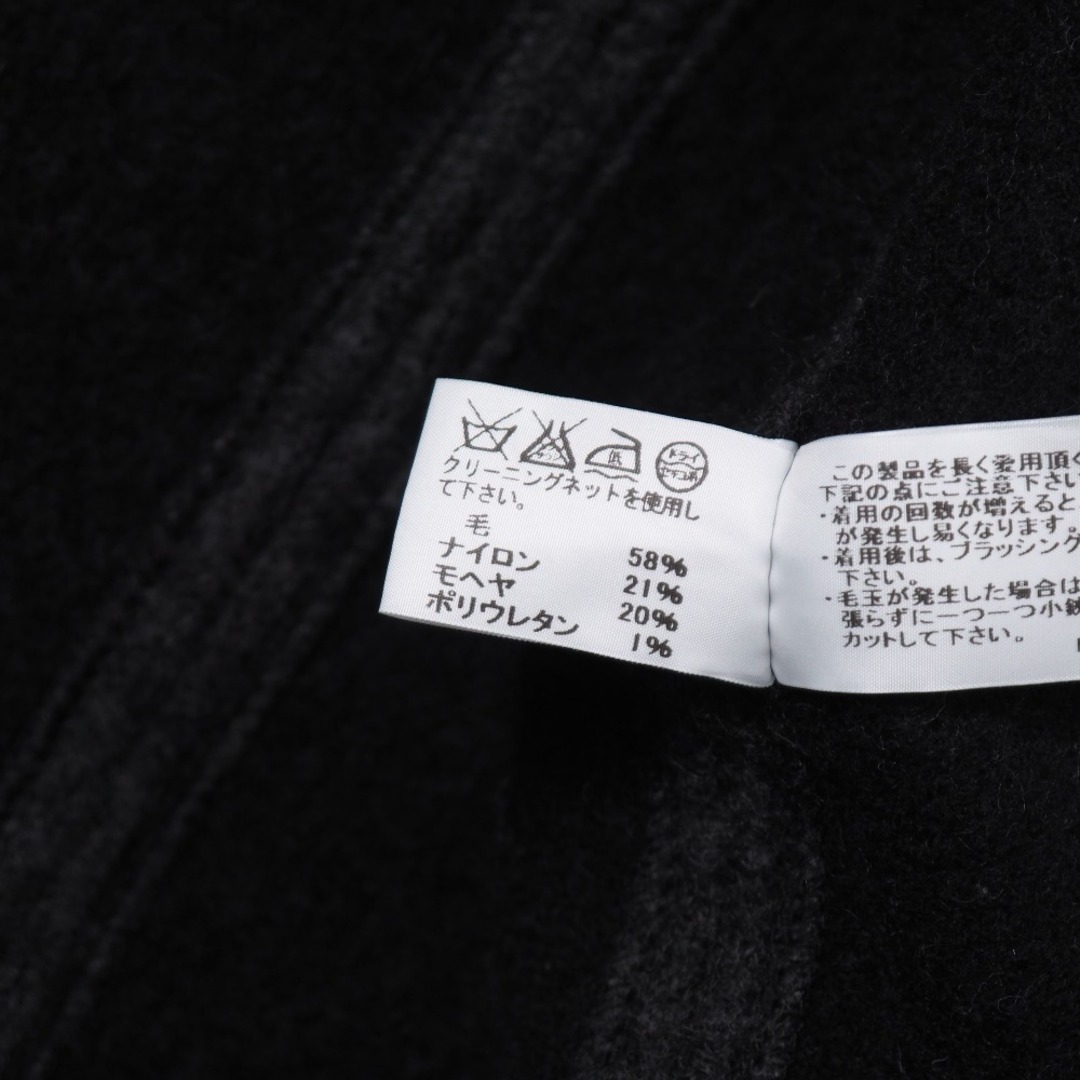 低
ドライ
クリーニングネットを使用し
て下さい。
毛 58%
ナイロン 21%
モヘヤ 20%
ポリウレタン 1%
この製品を長く愛用頂く
下記の点にご注意下さい
・着用の回数が増えると
が発生し易くなります。
・着用後は、ブラッシング
下さい。
・毛玉が発生した場合は
張らずに一つ一つ小鋏
カットして下さい。